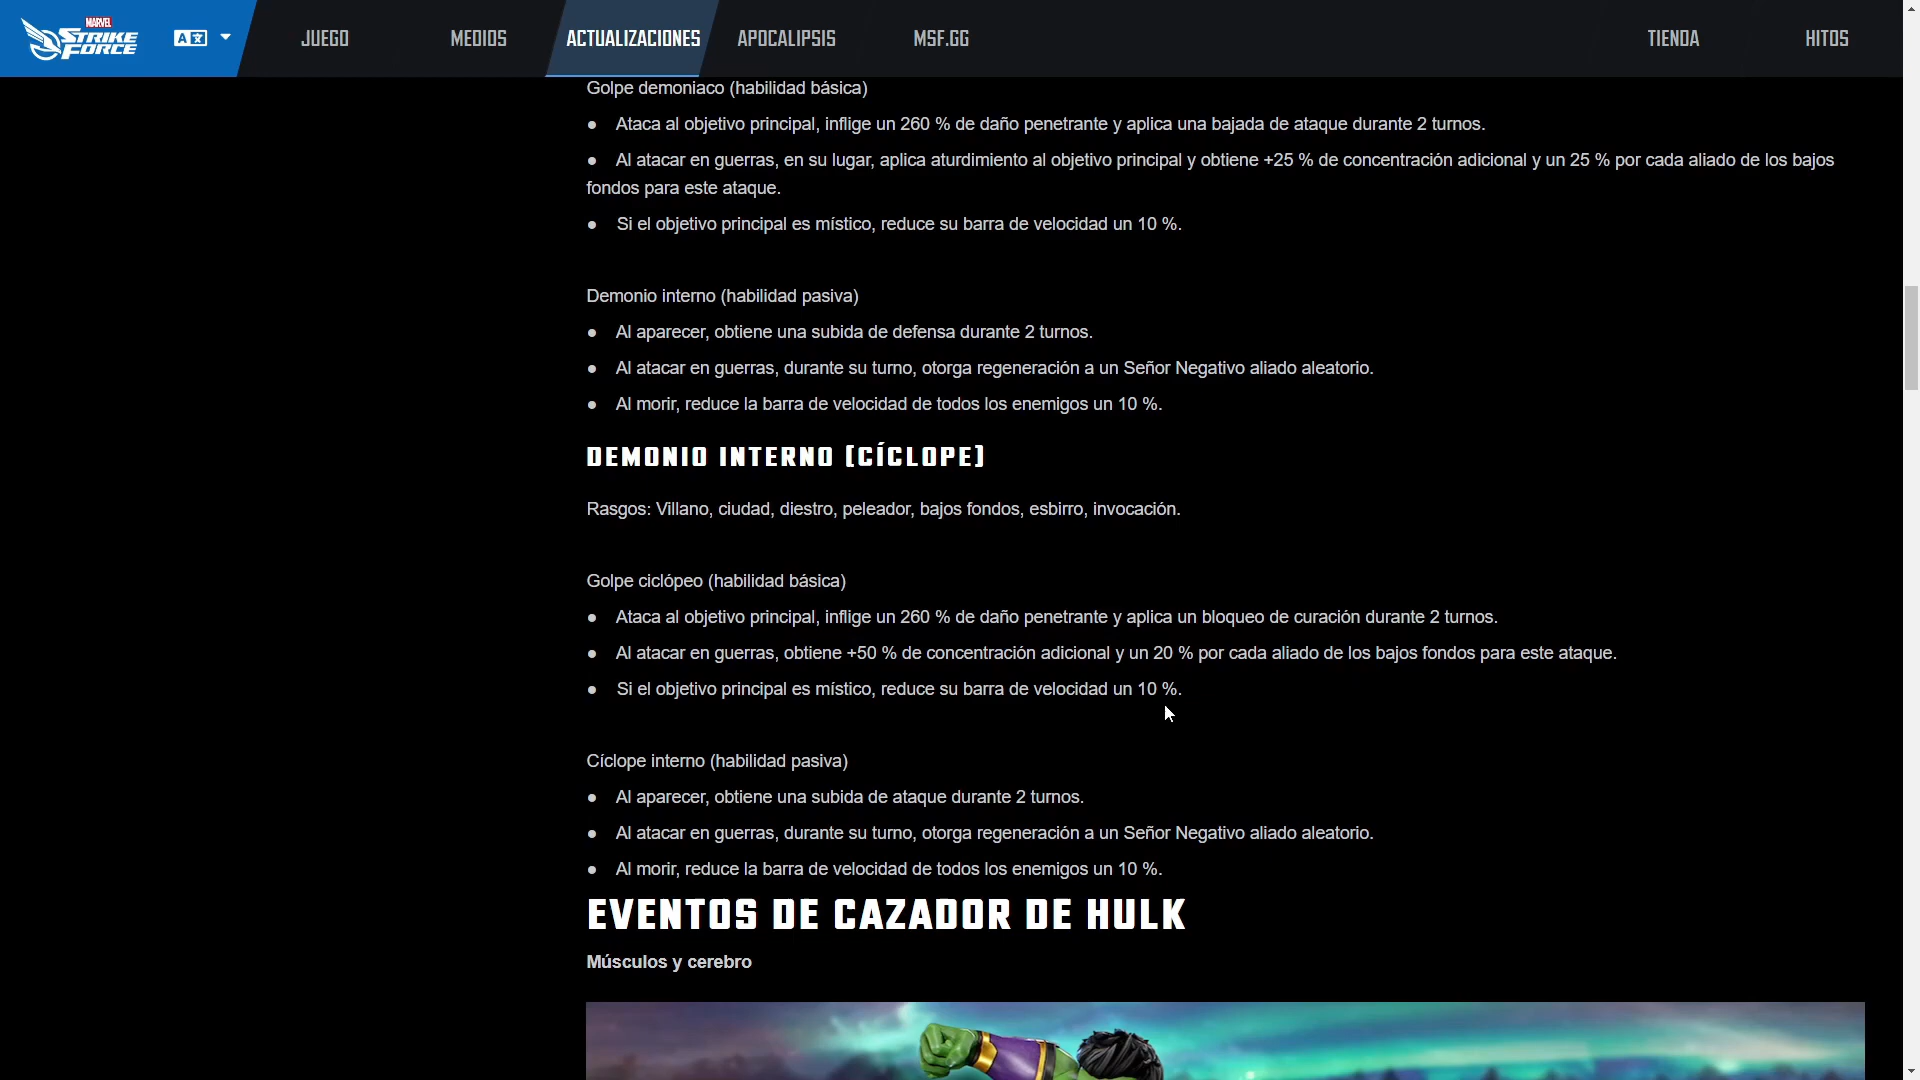 MARVEL
STRIKE
FORCE
JUEGO
MEDIOS
ACTUALIZACIONES
APOCALIPSIS
MSF.GG
TIENDA
HITOS
Golpe demoniaco (habilidad básica)
● Ataca al objetivo principal, inflige un 260 % de daño penetrante y aplica una bajada de ataque durante 2 turnos.
● Al atacar en guerras, en su lugar, aplica aturdimiento al objetivo principal y obtiene +25 % de concentración adicional y un 25 % por cada aliado de los bajos
fondos para este ataque.
● Si el objetivo principal es místico, reduce su barra de velocidad un 10 %.
Demonio interno (habilidad pasiva)
● Al aparecer, obtiene una subida de defensa durante 2 turnos.
● Al atacar en guerras, durante su turno, otorga regeneración a un Señor Negativo aliado aleatorio.
● Al morir, reduce la barra de velocidad de todos los enemigos un 10 %.
DEMONIO INTERNO (CÍCLOPE)
Rasgos: Villano, ciudad, diestro, peleador, bajos fondos, esbirro, invocación.
Golpe ciclópeo (habilidad básica)
● Ataca al objetivo principal, inflige un 260 % de daño penetrante y aplica un bloqueo de curación durante 2 turnos.
● Al atacar en guerras, obtiene +50 % de concentración adicional y un 20 % por cada aliado de los bajos fondos para este ataque.
● Si el objetivo principal es místico, reduce su barra de velocidad un 10 %.
Cíclope interno (habilidad pasiva)
● Al aparecer, obtiene una subida de ataque durante 2 turnos.
● Al atacar en guerras, durante su turno, otorga regeneración a un Señor Negativo aliado aleatorio.
● Al morir, reduce la barra de velocidad de todos los enemigos un 10 %.
EVENTOS DE CAZADOR DE HULK
Músculos y cerebro